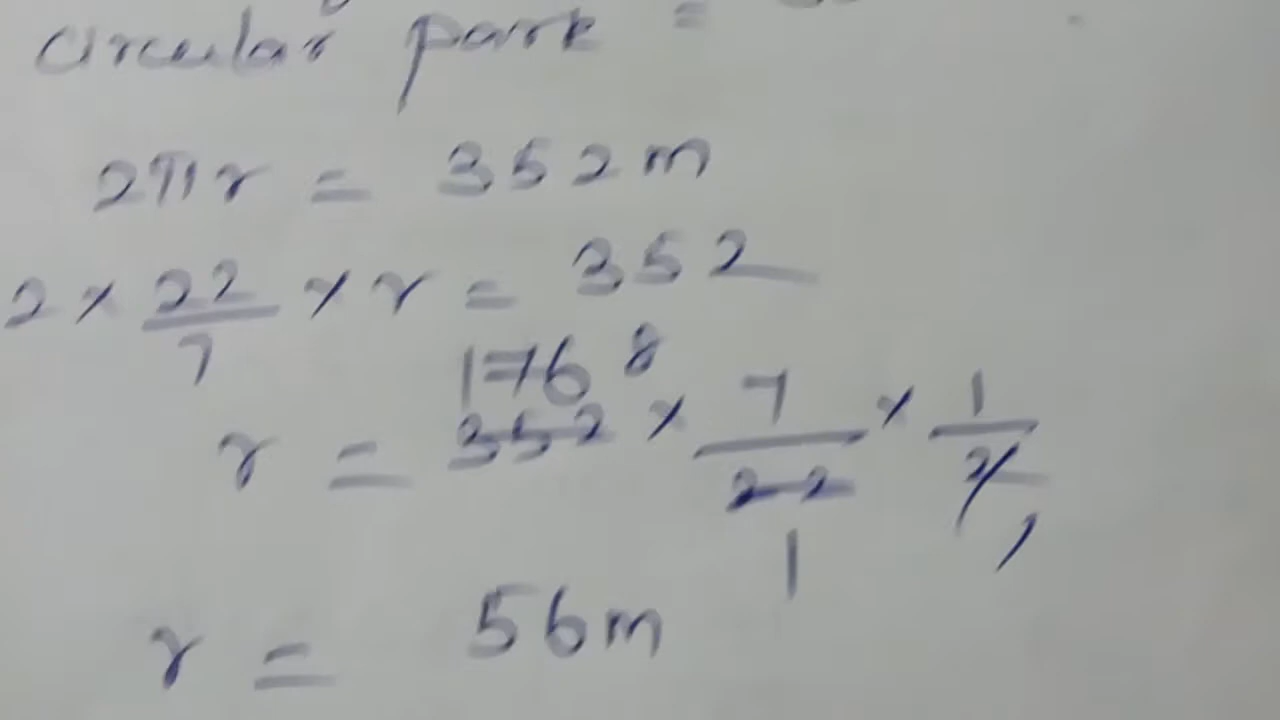 circular park =
2πr = 352m
2 × 22/7 × r = 352
176 8
r = 352 × 7/22 × 1/2
1 1
r = 56m